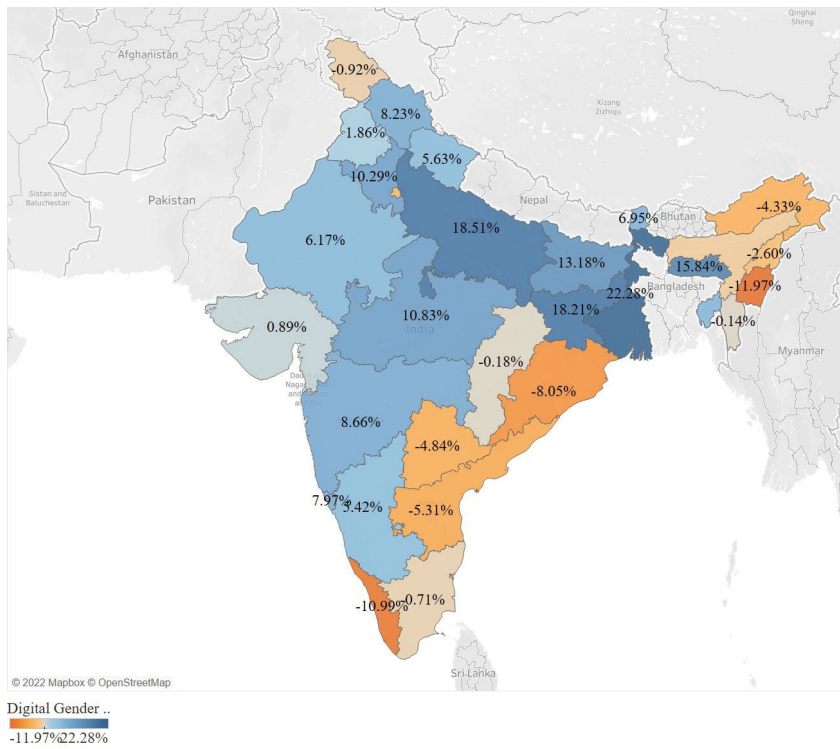 Qinghai
Sheng
Afghanistan
-0.92%
8.23%
Xizang
Zizhiqu
1.86%
5.63%
10.29%
Sistan and
Baluchestan
Pakistan
Nepal
6.95%
Bhutan
-4.33%
18.51%
6.17%
-2.60%
13.18%
15.84%
Bangladesh
-11.97%
22.28%
18.21%
10.83%
India
0.89%
-0.14%
Myanmar
-0.18%
Nagar
and
-8.05%
8.66%
-4.84%
7.97%
5.42%
-5.31%
-10.99%
-0.71%
Sri Lanka
© 2022 Mapbox © OpenStreetMap
Digital Gender ..
-11.97% 22.28%